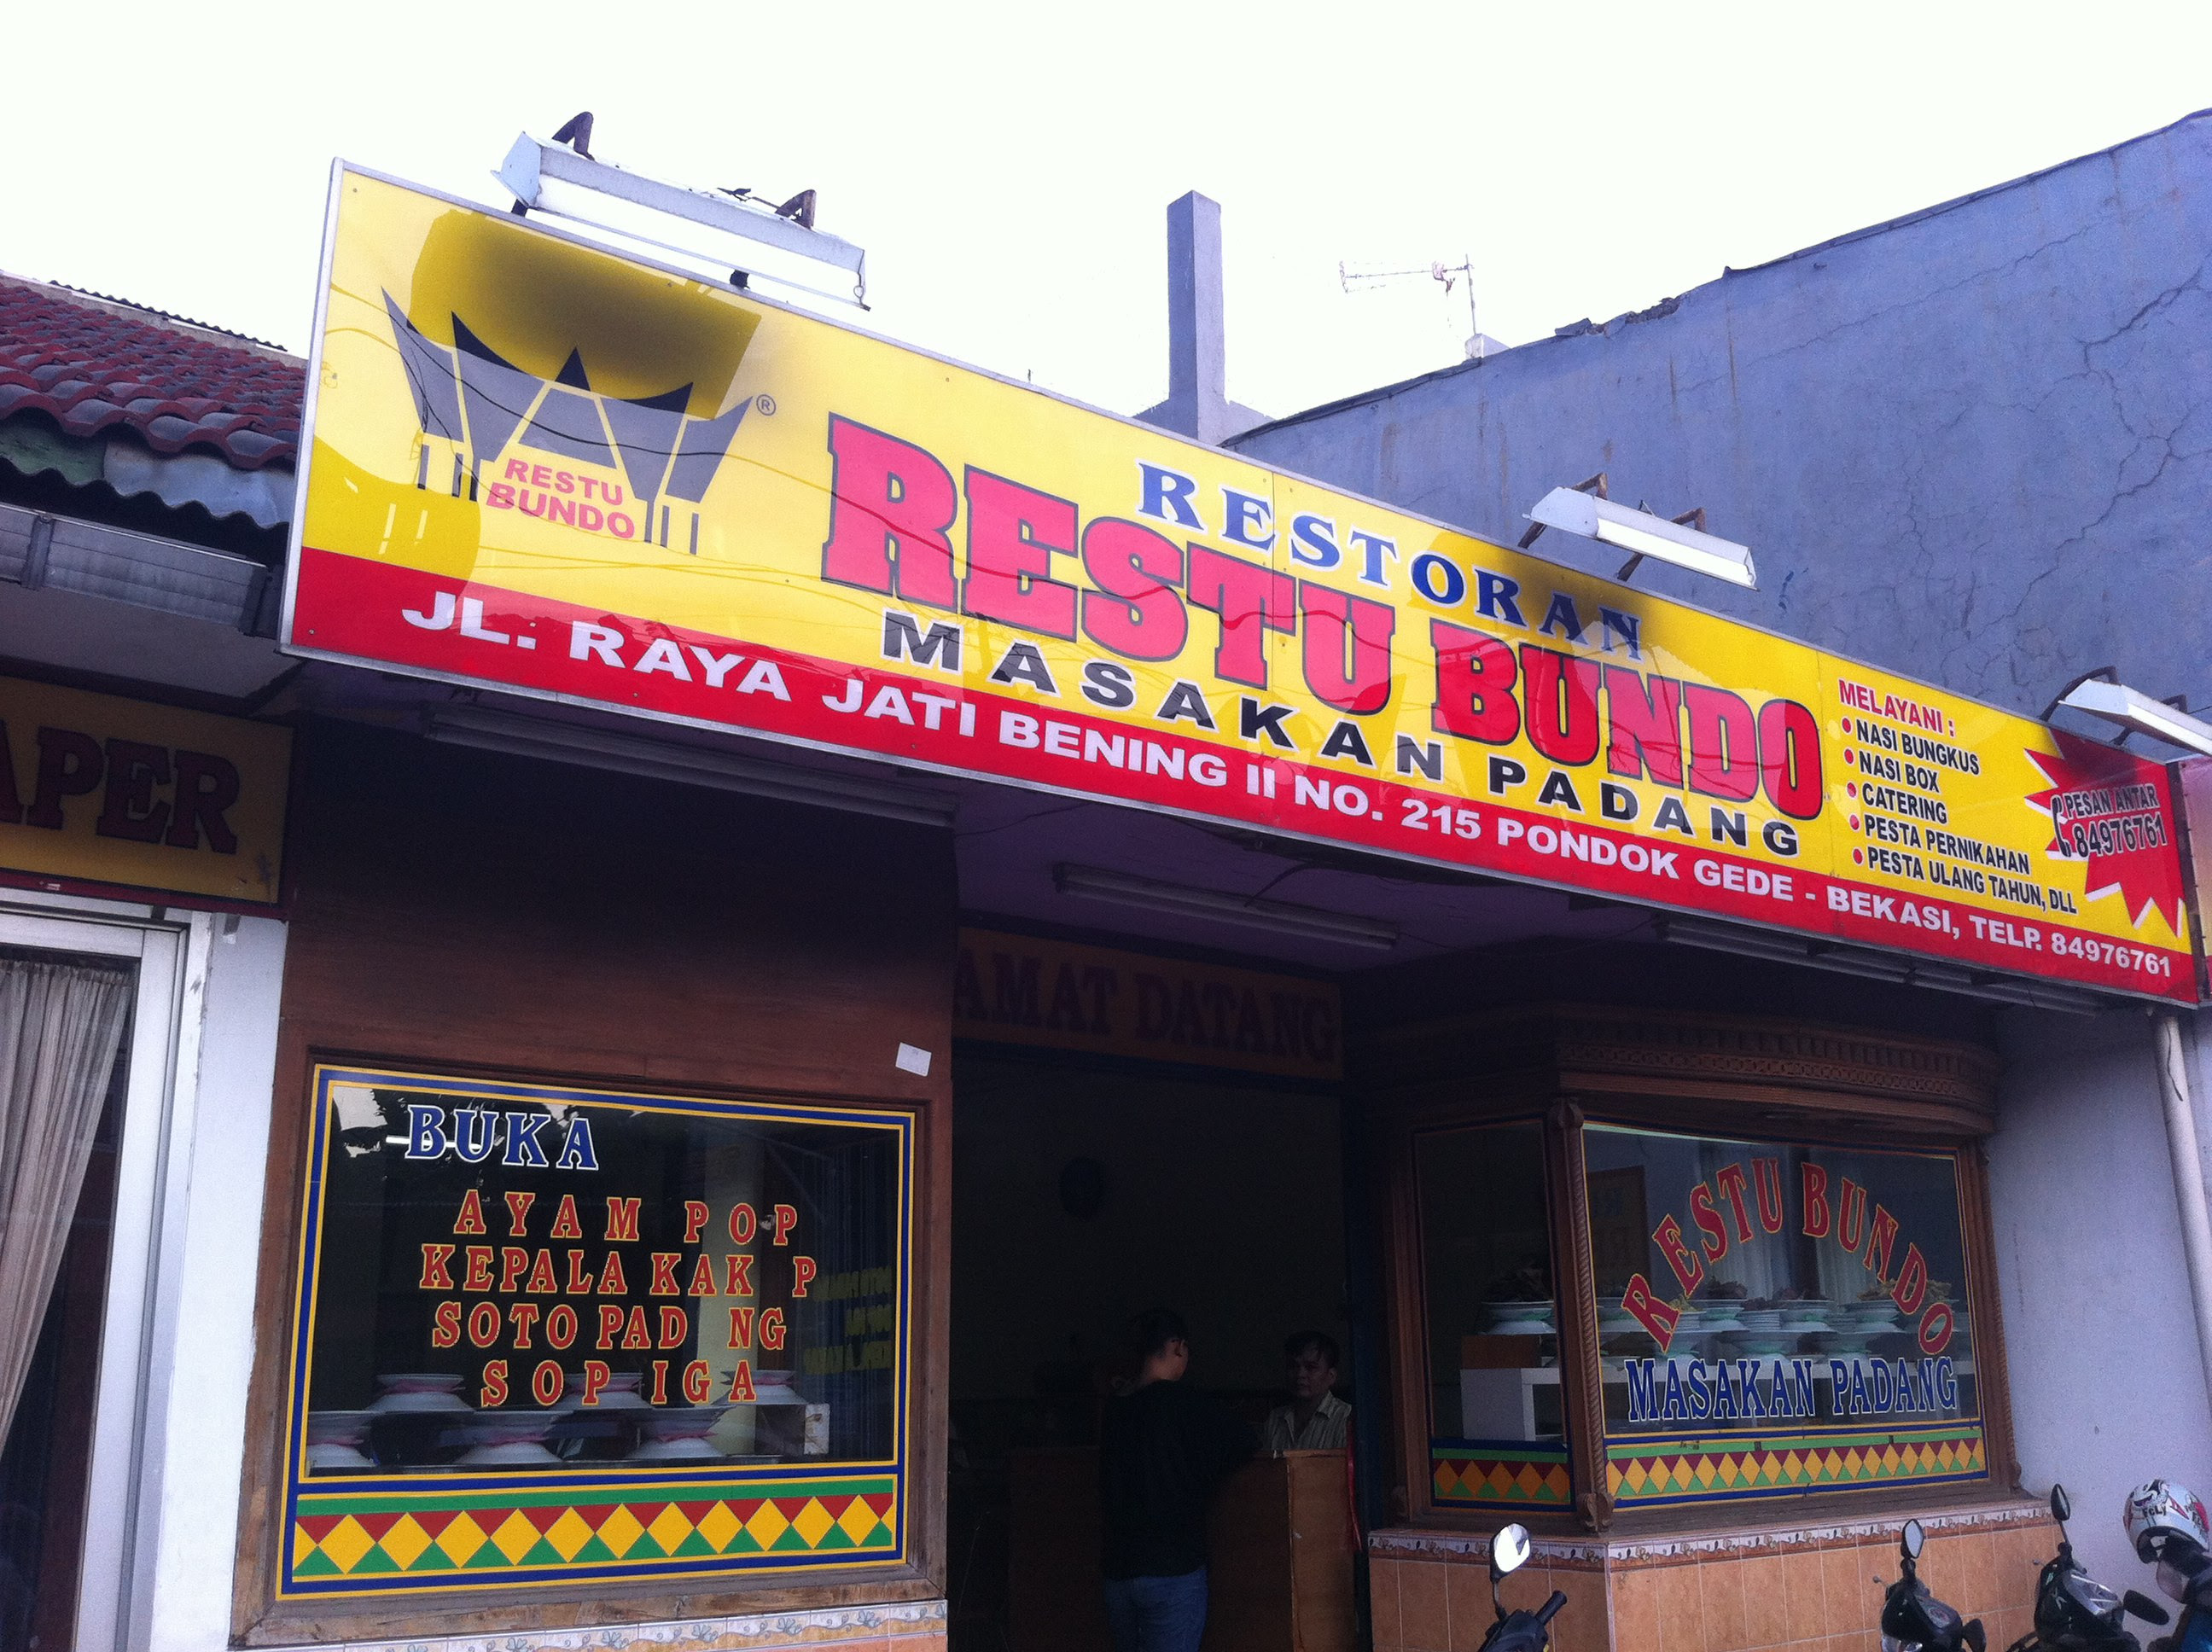 RESTU
BUNDO
®
RESTORAN
RESTU BUNDO
MASAKAN PADANG
JL. RAYA JATI BENING II NO. 215 PONDOK GEDE - BEKASI, TELP. 84976761
MELAYANI :
• NASI BUNGKUS
• NASI BOX
• CATERING
• PESTA PERNIKAHAN
• PESTA ULANG TAHUN, DLL
PESAN ANTAR
84976761
APER
AMAT DATANG
BUKA
AYAM POP
KEPALA KAK P
SOTO PAD NG
SOP IGA
RESTU BUNDO
MASAKAN PADANG